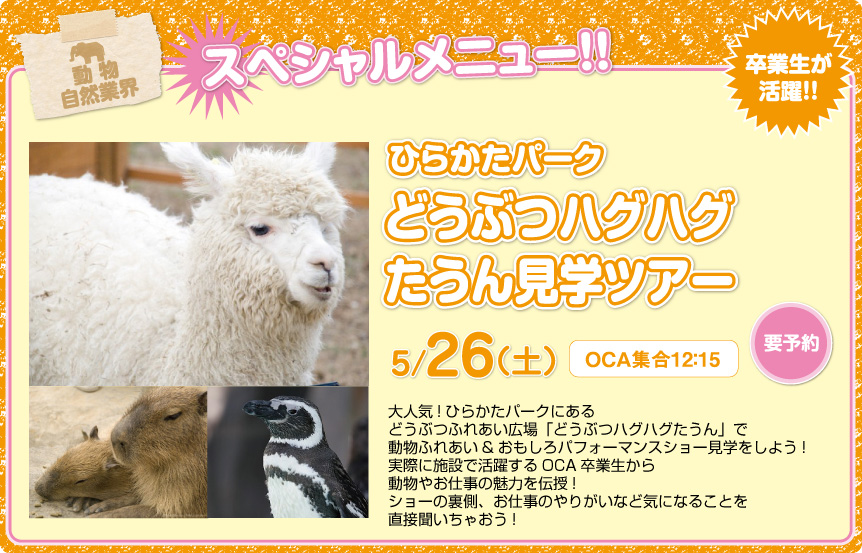 動物
自然業界
スペシャルメニュー!!
卒業生が
活躍!!
ひらかたパーク
どうぶつハグハグ
たうん見学ツアー
5/26(土)
OCA集合12:15
要予約
大人気!ひらかたパークにある
どうぶつふれあい広場「どうぶつハグハグたうん」で
動物ふれあい&おもしろパフォーマンスショー見学をしよう!
実際に施設で活躍するOCA卒業生から
動物やお仕事の魅力を伝授!
ショーの裏側、お仕事のやりがいなど気になることを
直接聞いちゃおう!